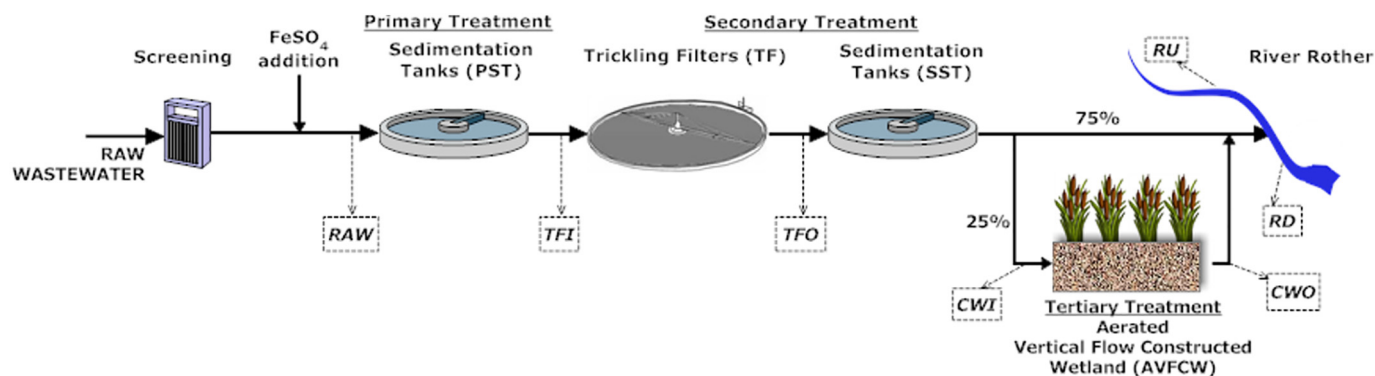 Screening
FeSO4
addition
Primary Treatment
Sedimentation
Tanks (PST)
Secondary Treatment
Trickling Filters (TF)
Sedimentation
Tanks (SST)
RU
River Rother
RAW
WASTEWATER
75%
RAW
TFI
TFO
25%
RD
CWI
CWO
Tertiary Treatment
Aerated
Vertical Flow Constructed
Wetland (AVFCW)